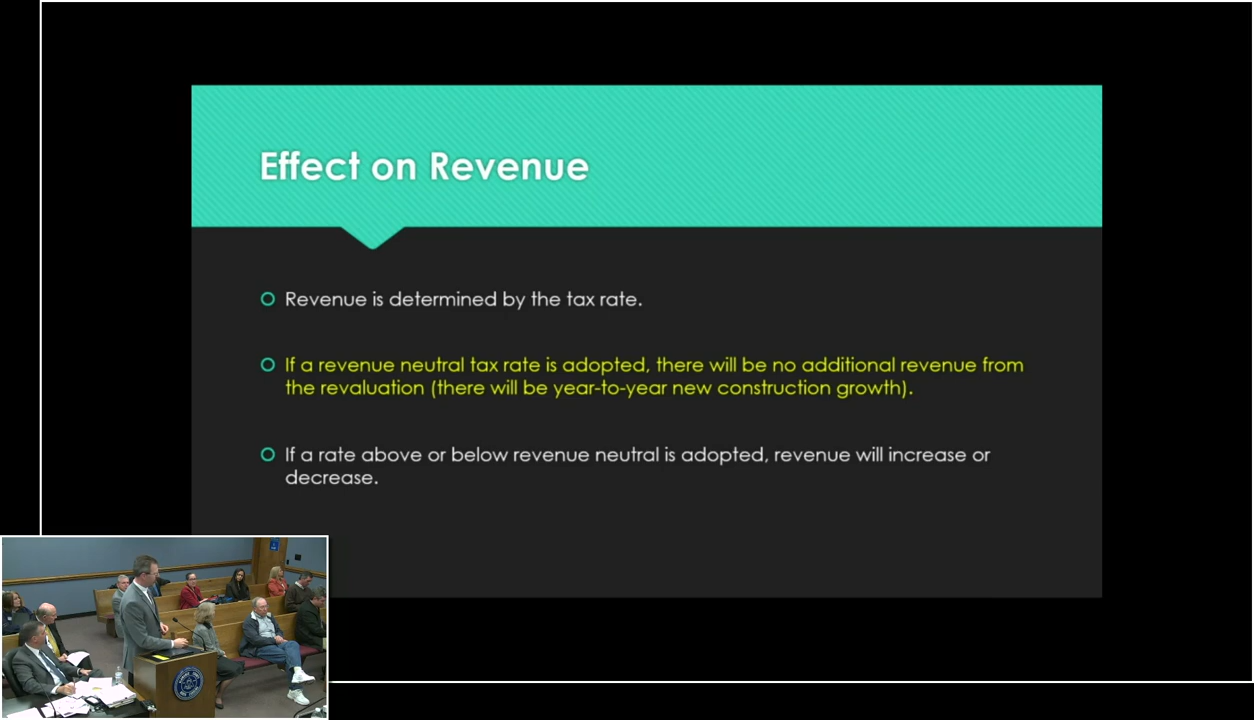 Effect on Revenue
Revenue is determined by the tax rate.
If a revenue neutral tax rate is adopted, there will be no additional revenue from
the revaluation (there will be year-to-year new construction growth).
If a rate above or below revenue neutral is adopted, revenue will increase or
decrease.